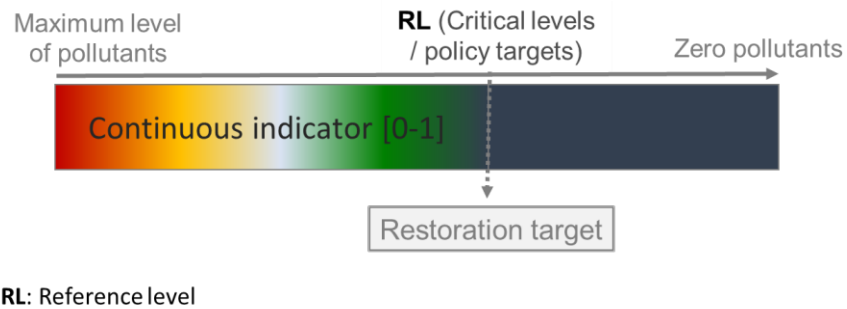 Maximum level
of pollutants
RL (Critical levels
/ policy targets)
Zero pollutants
Continuous indicator [0-1]
Restoration target
RL: Reference level